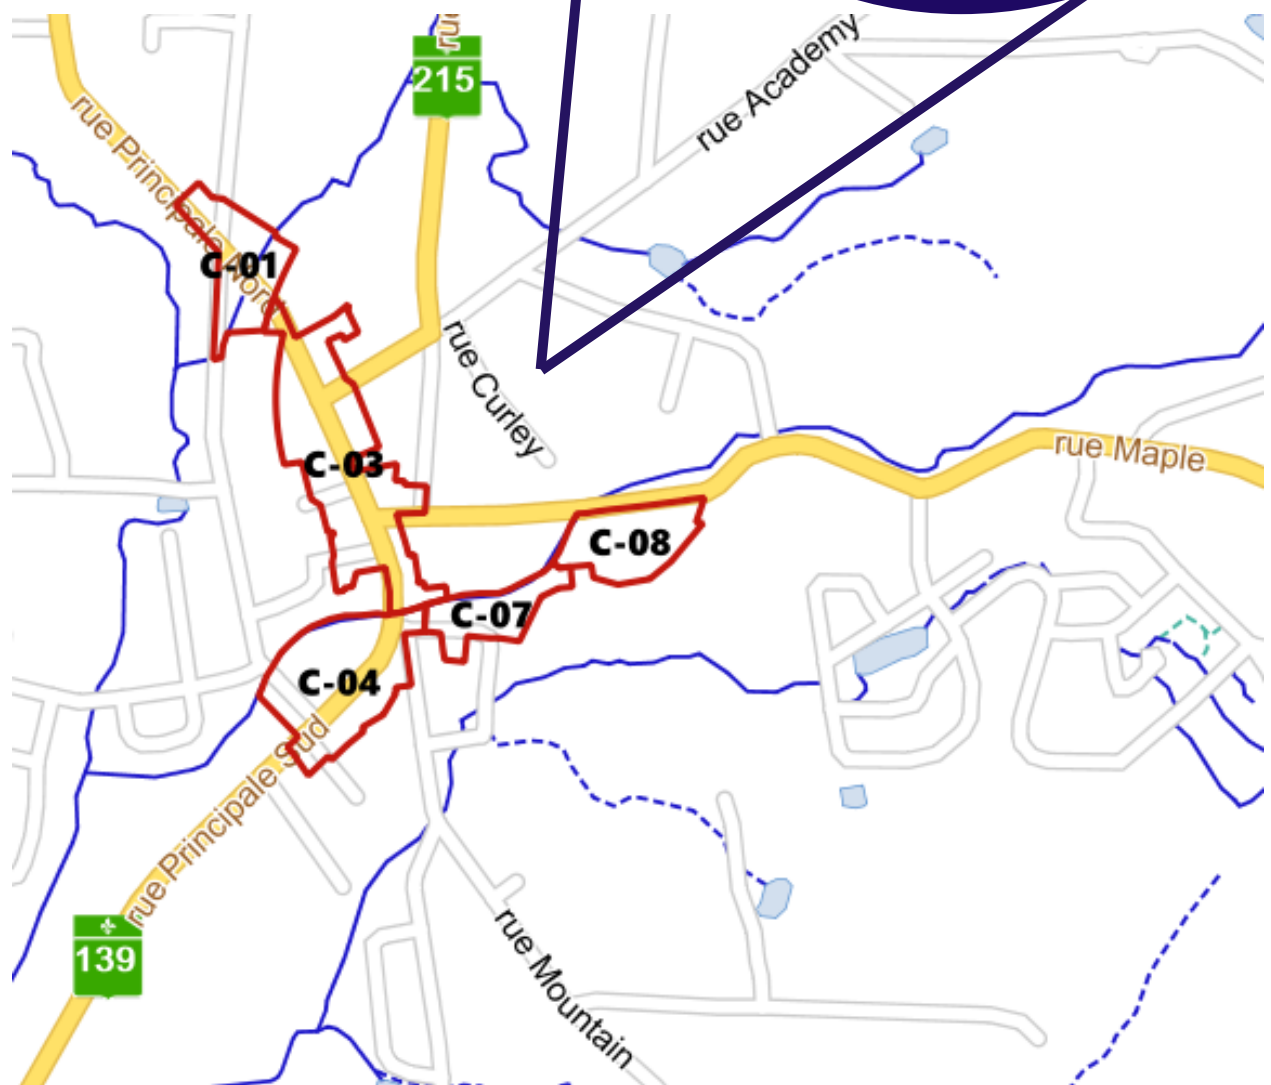 rue
215
rue Academy
rue Principale Nord
C-01
rue Curley
C-03
rue Maple
C-08
C-07
C-04
rue Principale Sud
139
rue Mountain